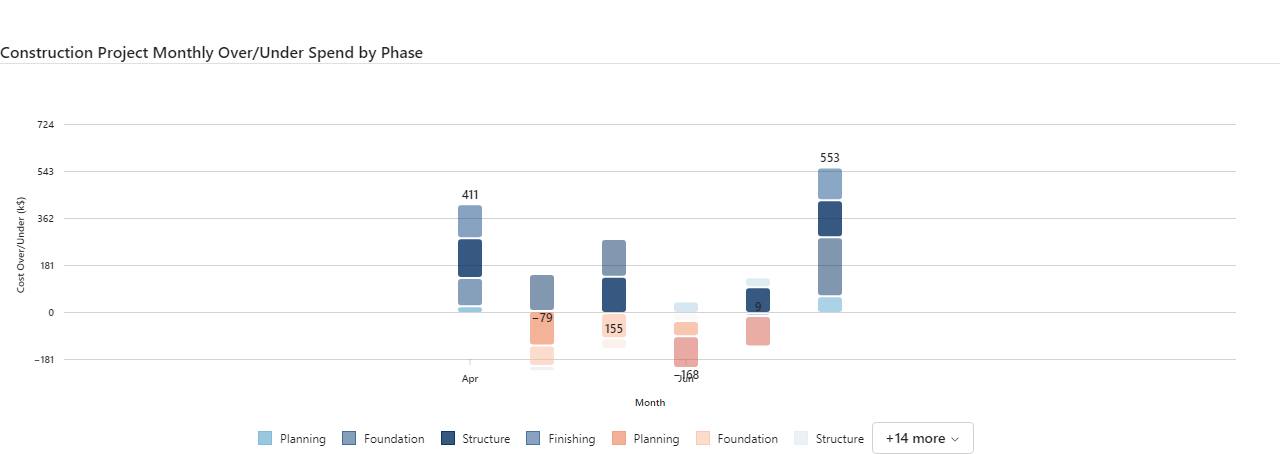 Construction Project Monthly Over/Under Spend by Phase
724
543
362
181
0
−181
Cost Over/Under (k$)
411
−79
155
−168
9
553
Apr
Jun
Month
Planning
Foundation
Structure
Finishing
Planning
Foundation
Structure
+14 more